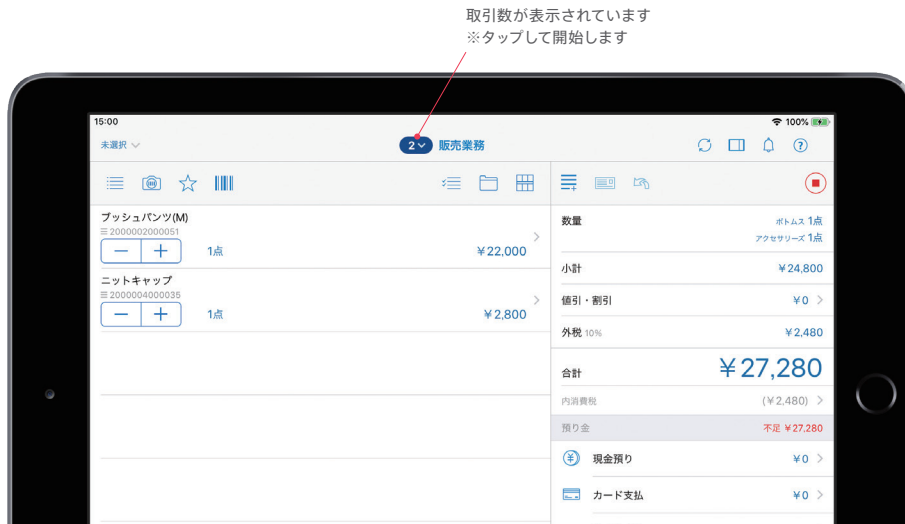 取引数が表示されています
※タップして開始します
15:00
100%
未選択
2
販売業務
ブッシュパンツ(M)
2000002000051
1点
¥22,000
ニットキャップ
2000004000035
1点
¥2,800
数量
ボトムス 1点
アクセサリーズ 1点
小計
¥24,800
値引・割引
¥0
外税 10%
¥2,480
合計
¥27,280
内消費税
(¥2,480)
預り金
不足 ¥27,280
現金預り
¥0
カード支払
¥0